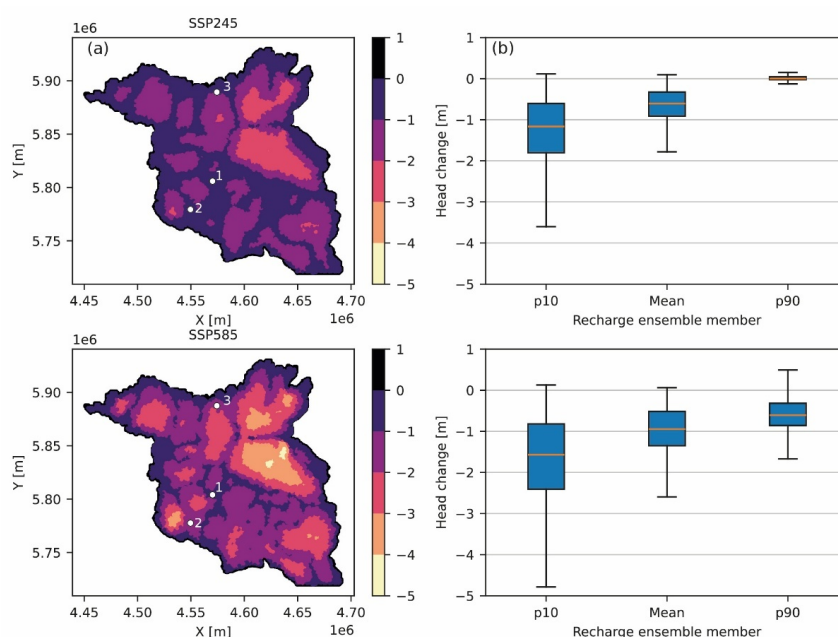 SSP245
1e6
(a)
3
1
2
5.90
5.85
5.80
5.75
Y [m]
4.45 4.50 4.55 4.60 4.65 4.70
X [m]
1e6
1
0
−1
−2
−3
−4
−5
(b)
1
0
−1
−2
−3
−4
−5
Head change [m]
p10 Mean p90
Recharge ensemble member
SSP585
1e6
3
1
2
5.90
5.85
5.80
5.75
Y [m]
4.45 4.50 4.55 4.60 4.65 4.70
X [m]
1e6
1
0
−1
−2
−3
−4
−5
1
0
−1
−2
−3
−4
−5
Head change [m]
p10 Mean p90
Recharge ensemble member